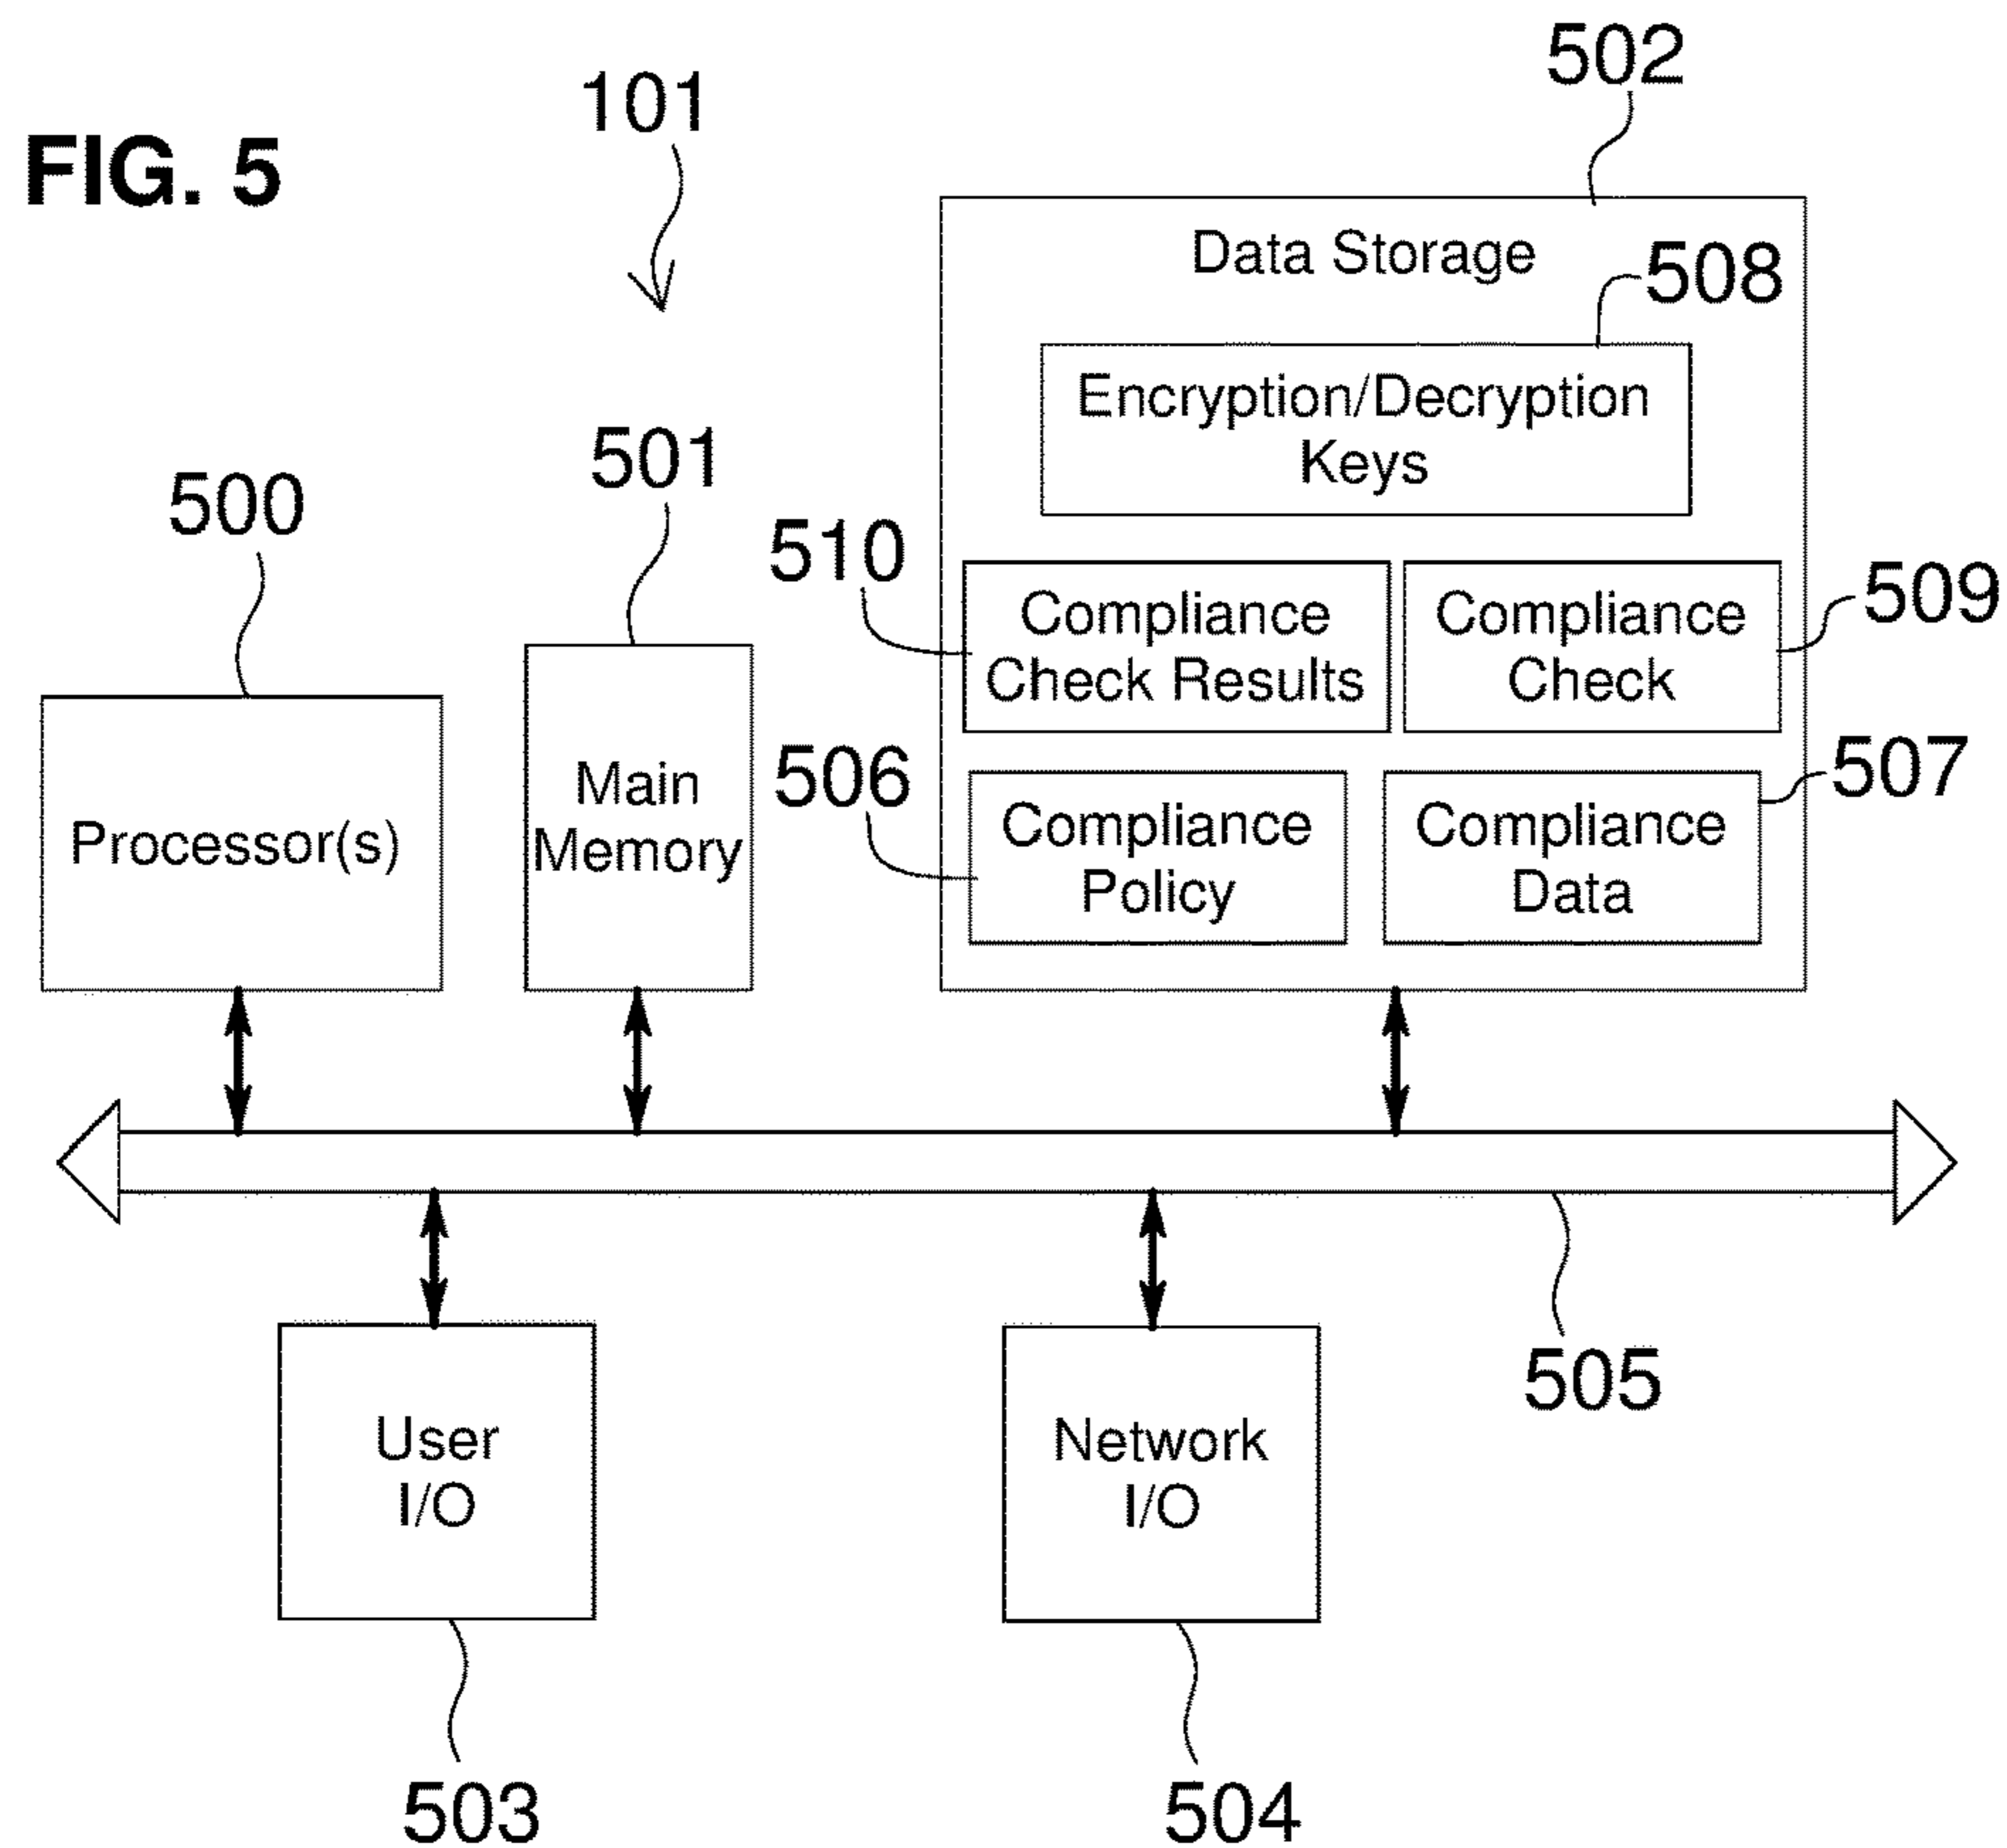 FIG. 5
101
502
Data Storage
508
Encryption/Decryption
Keys
500
501
510
Compliance
Check Results
Compliance
Check
509
Processor(s)
Main
Memory
506
Compliance
Policy
Compliance
Data
507
505
User
I/O
Network
I/O
503
504